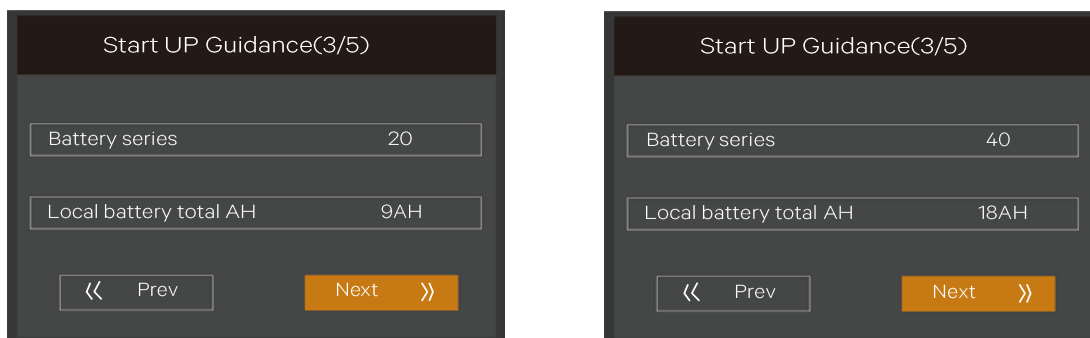 Start UP Guidance(3/5)
Battery series 20
Local battery total AH 9AH
《 Prev
Next 》
Start UP Guidance(3/5)
Battery series 40
Local battery total AH 18AH
《 Prev
Next 》